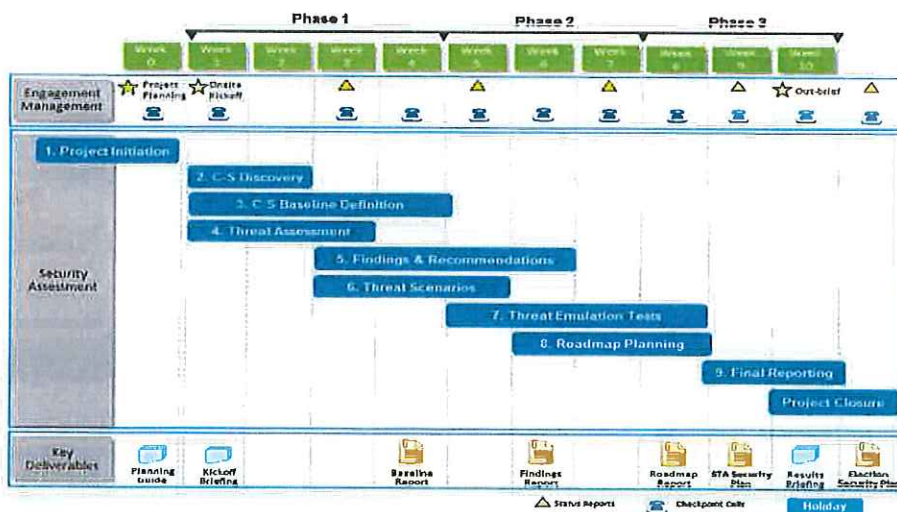 Phase 1
Phase 2
Phase 3
Week 0
Week 1
Week 2
Week 3
Week 4
Week 5
Week 6
Week 7
Week 8
Week 9
Week 10
Engagement
Management
Project
Planning
Onsite
Kickoff
Out-brief
Security
Assessment
1. Project Initiation
2. C-S Discovery
3. C-S Baseline Definition
4. Threat Assessment
5. Findings & Recommendations
6. Threat Scenarios
7. Threat Emulation Tests
8. Roadmap Planning
9. Final Reporting
Project Closure
Key
Deliverables
Planning
Guide
Kickoff
Briefing
Baseline
Report
Findings
Report
Roadmap
Report
STA Security
Plan
Results
Briefing
Election
Security Plan
Status Reports
Checkpoint Calls
Holiday